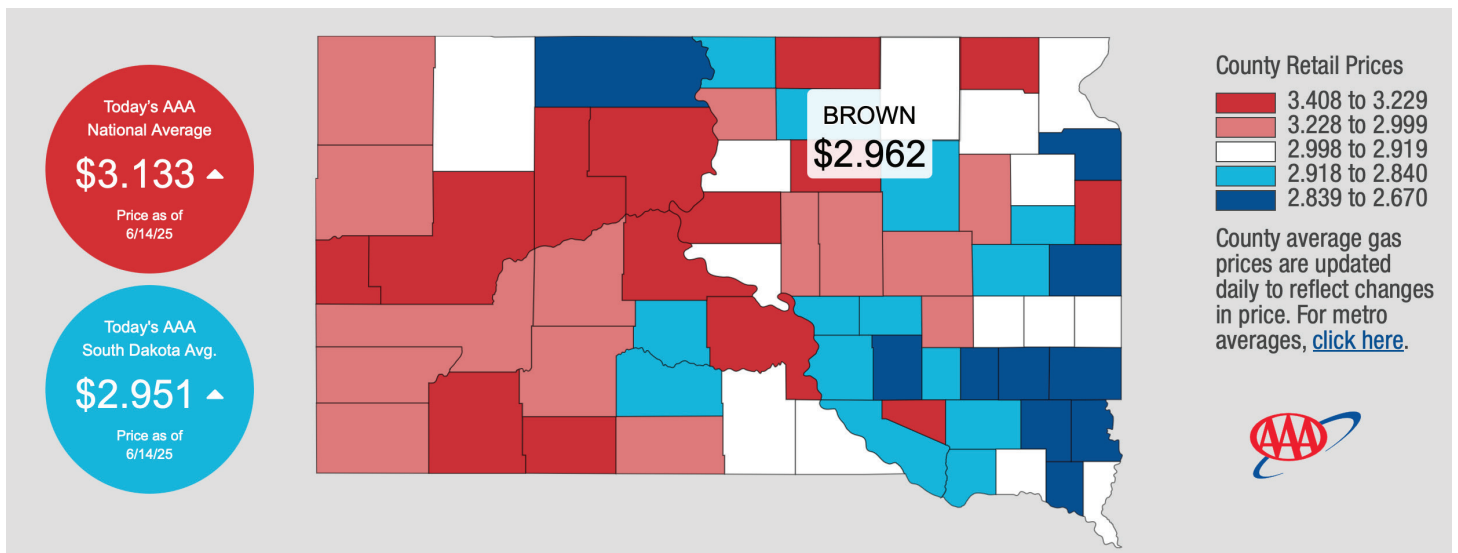 Today's AAA
National Average
$3.133
Price as of
6/14/25
Today's AAA
South Dakota Avg.
$2.951
Price as of
6/14/25
BROWN
$2.962
County Retail Prices
3.408 to 3.229
3.228 to 2.999
2.998 to 2.919
2.918 to 2.840
2.839 to 2.670
County average gas
prices are updated
daily to reflect changes
in price. For metro
averages, click here.
AAA